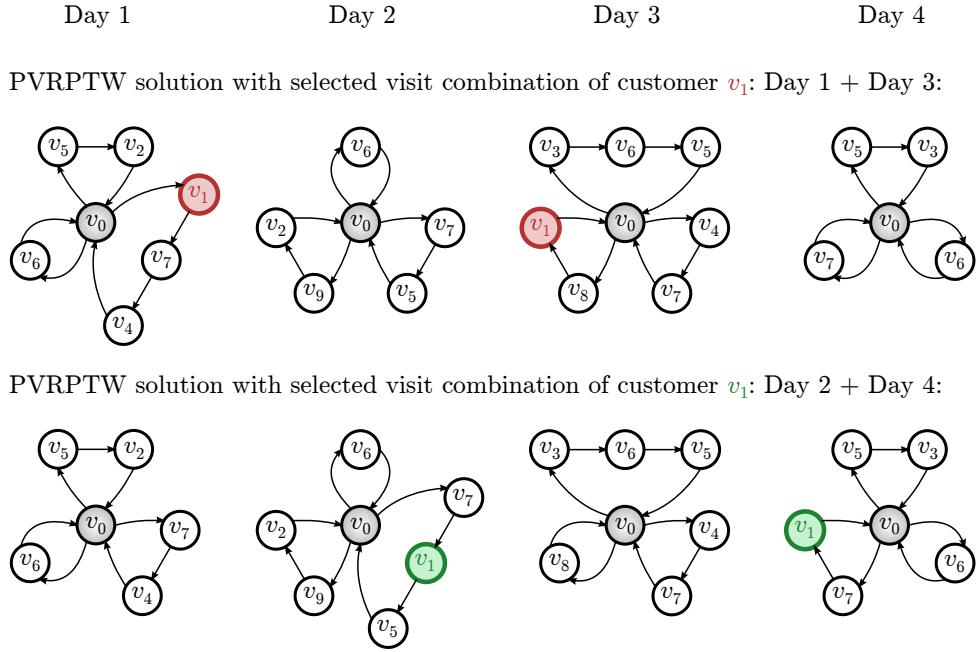 Day 1 Day 2 Day 3 Day 4
PVRPTW solution with selected visit combination of customer v₁: Day 1 + Day 3:
v₅ v₂ v₆ v₃ v₆ v₅ v₅ v₃
v₁
v₀ v₂ v₀ v₇ v₁ v₀ v₄ v₀
v₆ v₇ v₇ v₆
v₉ v₅ v₈ v₇
v₄
PVRPTW solution with selected visit combination of customer v₁: Day 2 + Day 4:
v₅ v₂ v₆ v₃ v₆ v₅ v₅ v₃
v₇
v₀ v₇ v₂ v₀ v₀ v₄ v₁ v₀
v₆ v₁ v₈ v₆
v₄ v₉ v₇ v₇
v₅